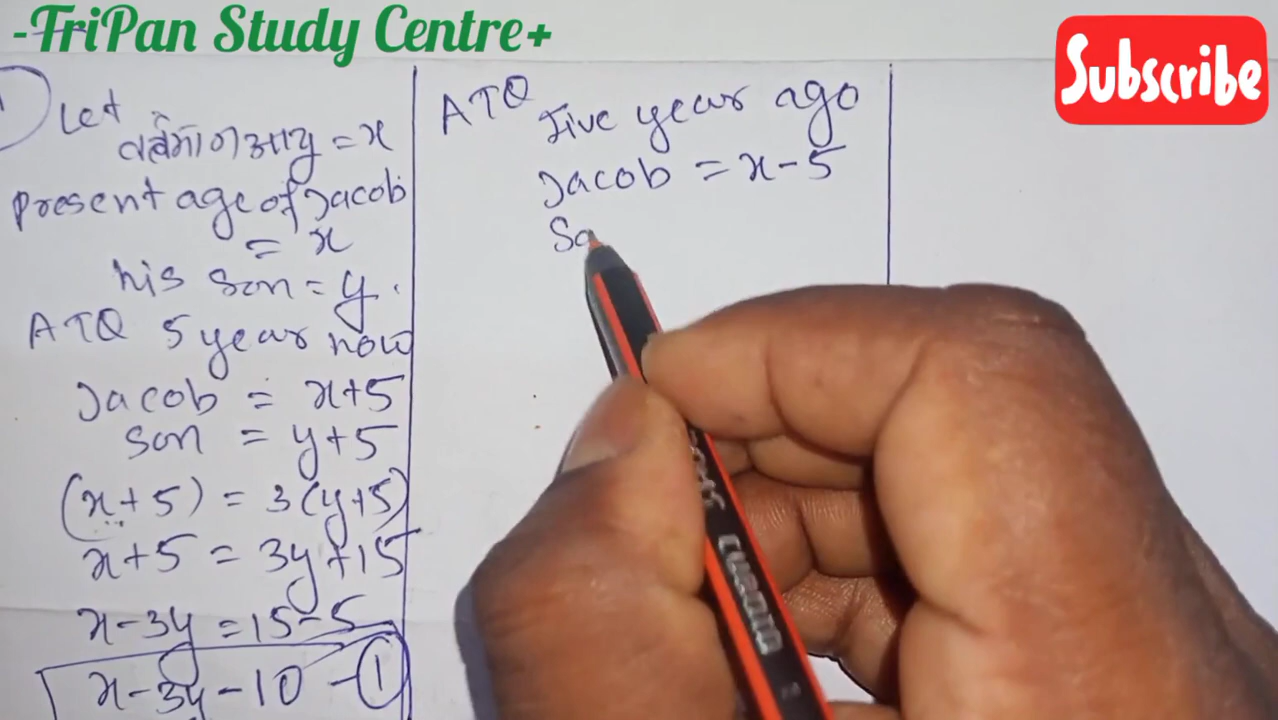 -TriPan Study Centre+
Subscribe
1
Let
वर्तमान आयु = x
present age of Jacob
= x
his son = y.
ATQ 5 year now
Jacob = x+5
son = y+5
(x+5) = 3(y+5)
x+5 = 3y+15
x-3y = 15-5
x-3y-10 -①
ATQ
Five year ago
Jacob = x-5
So